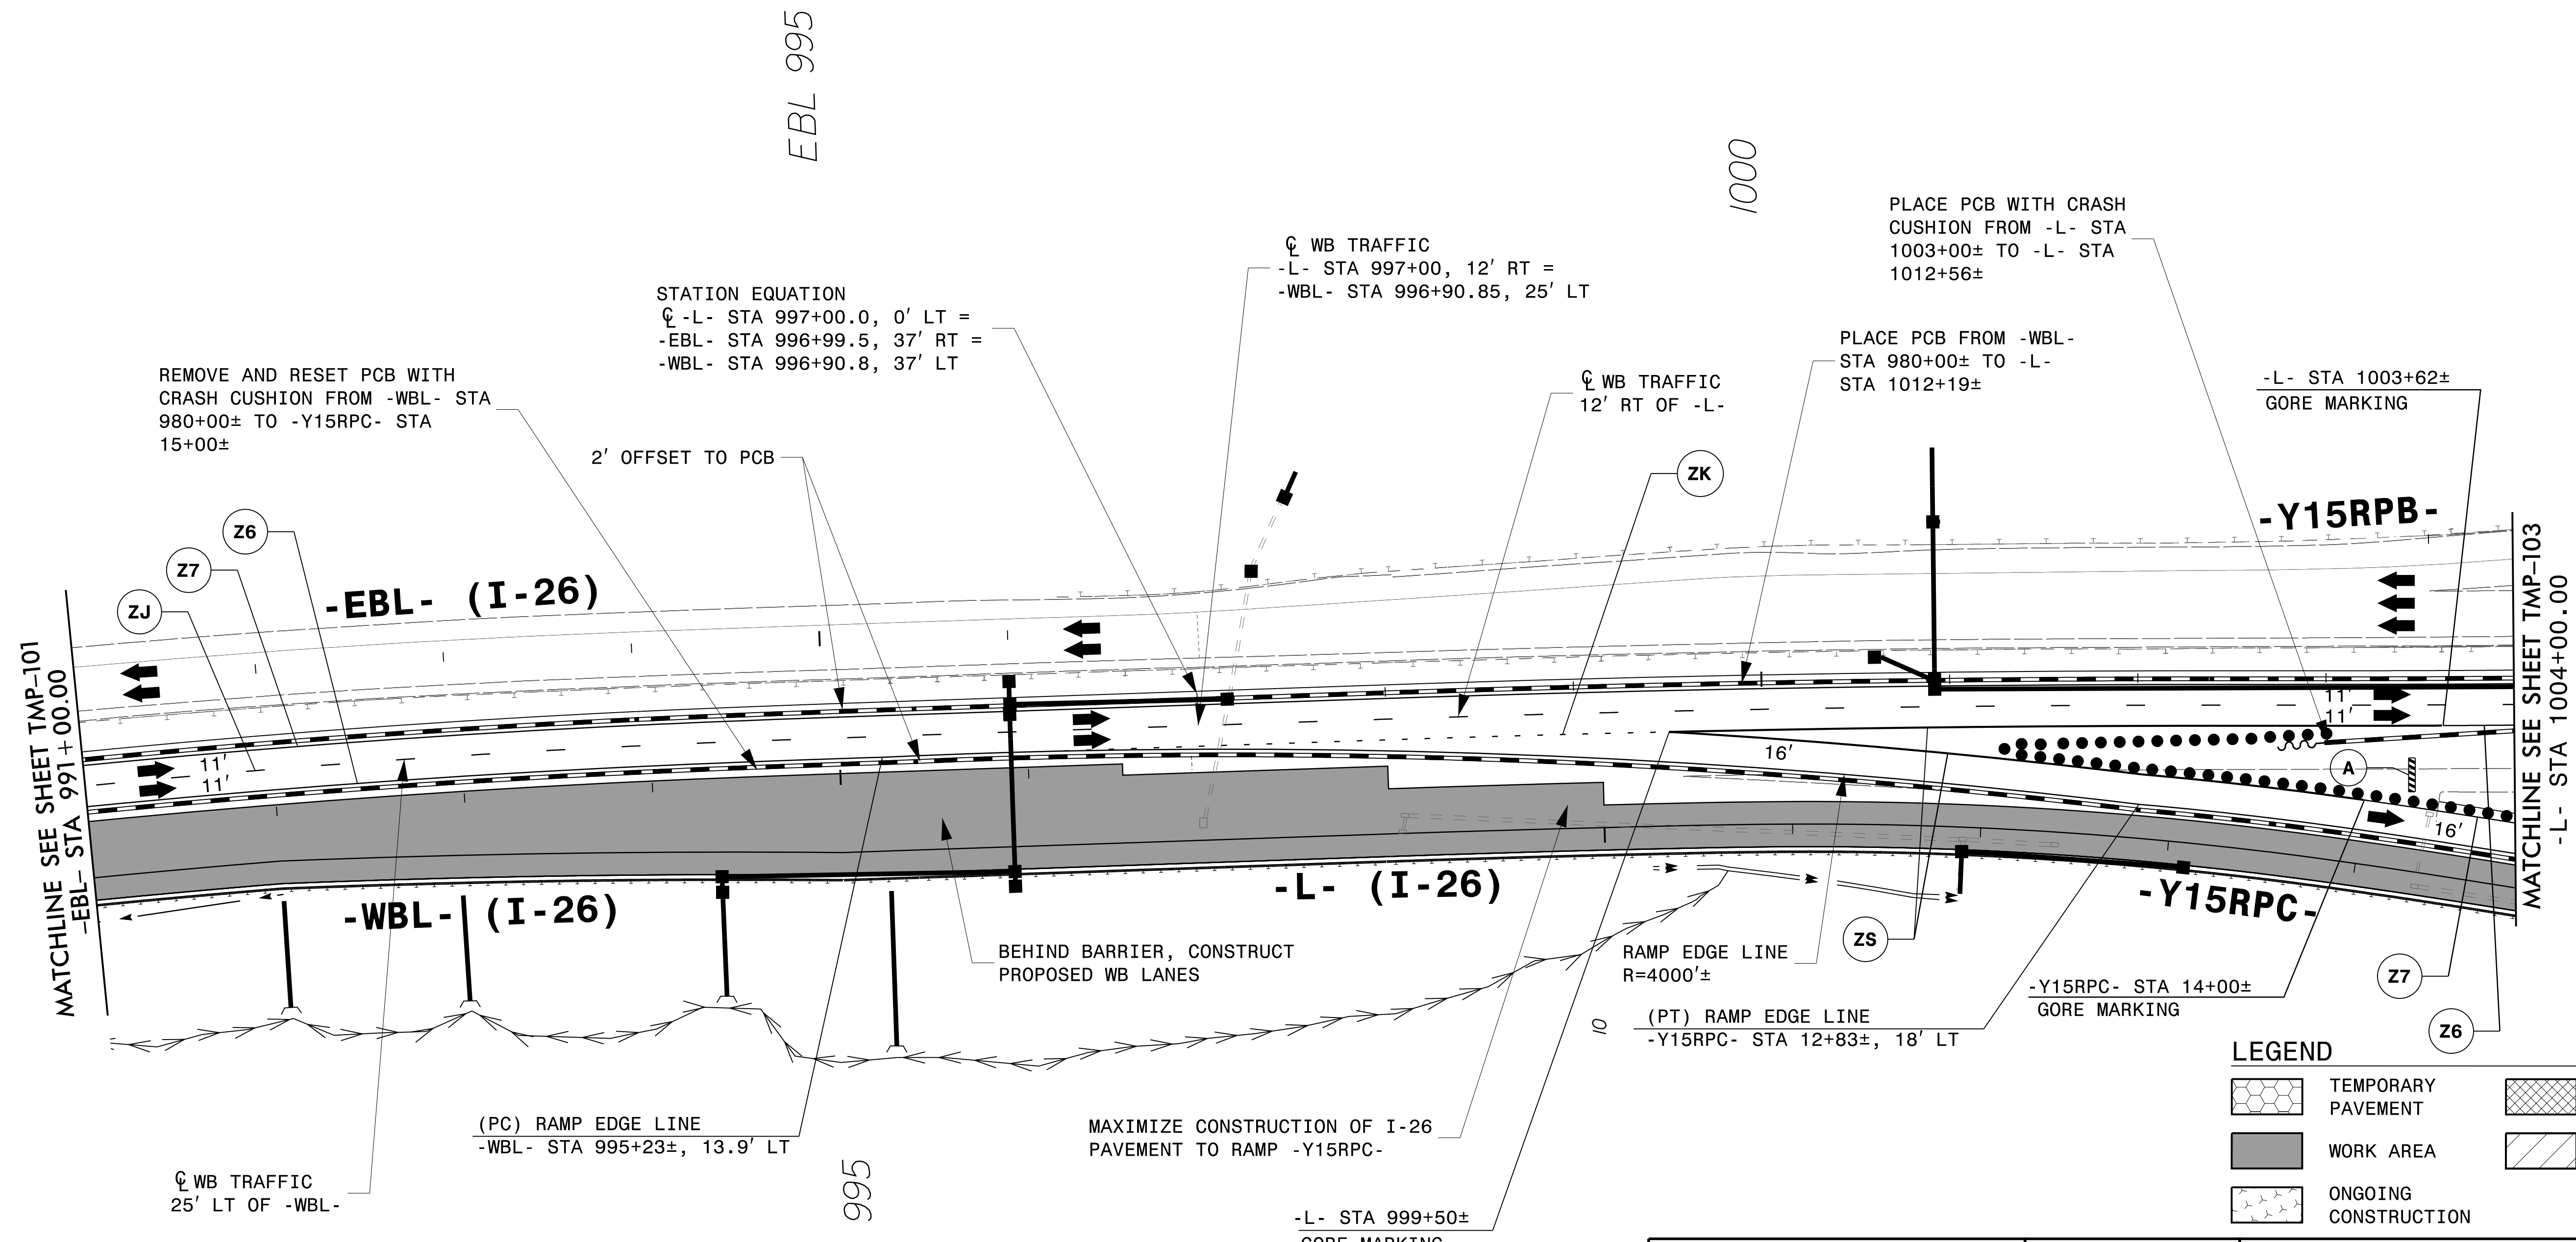 EBL 995
1000
PLACE PCB WITH CRASH
CUSHION FROM -L- STA
1003+00± TO -L- STA
1012+56±
℄ WB TRAFFIC
-L- STA 997+00, 12' RT =
-WBL- STA 996+90.85, 25' LT
STATION EQUATION
℄ -L- STA 997+00.0, 0' LT =
-EBL- STA 996+99.5, 37' RT =
-WBL- STA 996+90.8, 37' LT
PLACE PCB FROM -WBL-
STA 980+00± TO -L-
STA 1012+19±
REMOVE AND RESET PCB WITH
CRASH CUSHION FROM -WBL- STA
980+00± TO -Y15RPC- STA
15+00±
℄ WB TRAFFIC
12' RT OF -L-
-L- STA 1003+62±
GORE MARKING
2' OFFSET TO PCB
ZK
-Y15RPB-
Z6
Z7
ZJ
-EBL- (I-26)
MATCHLINE SEE SHEET TMP-101
-EBL- STA 991+00.00
MATCHLINE SEE SHEET TMP-103
-L- STA 1004+00.00
11'
11'
11'
11'
16'
A
16'
-WBL- (I-26)
-L- (I-26)
-Y15RPC-
BEHIND BARRIER, CONSTRUCT
PROPOSED WB LANES
RAMP EDGE LINE
R=4000'±
ZS
Z7
-Y15RPC- STA 14+00±
GORE MARKING
10
(PT) RAMP EDGE LINE
-Y15RPC- STA 12+83±, 18' LT
Z6
LEGEND
TEMPORARY
PAVEMENT
WORK AREA
ONGOING
CONSTRUCTION
(PC) RAMP EDGE LINE
-WBL- STA 995+23±, 13.9' LT
MAXIMIZE CONSTRUCTION OF I-26
PAVEMENT TO RAMP -Y15RPC-
995
℄ WB TRAFFIC
25' LT OF -WBL-
-L- STA 999+50±
GORE MARKING